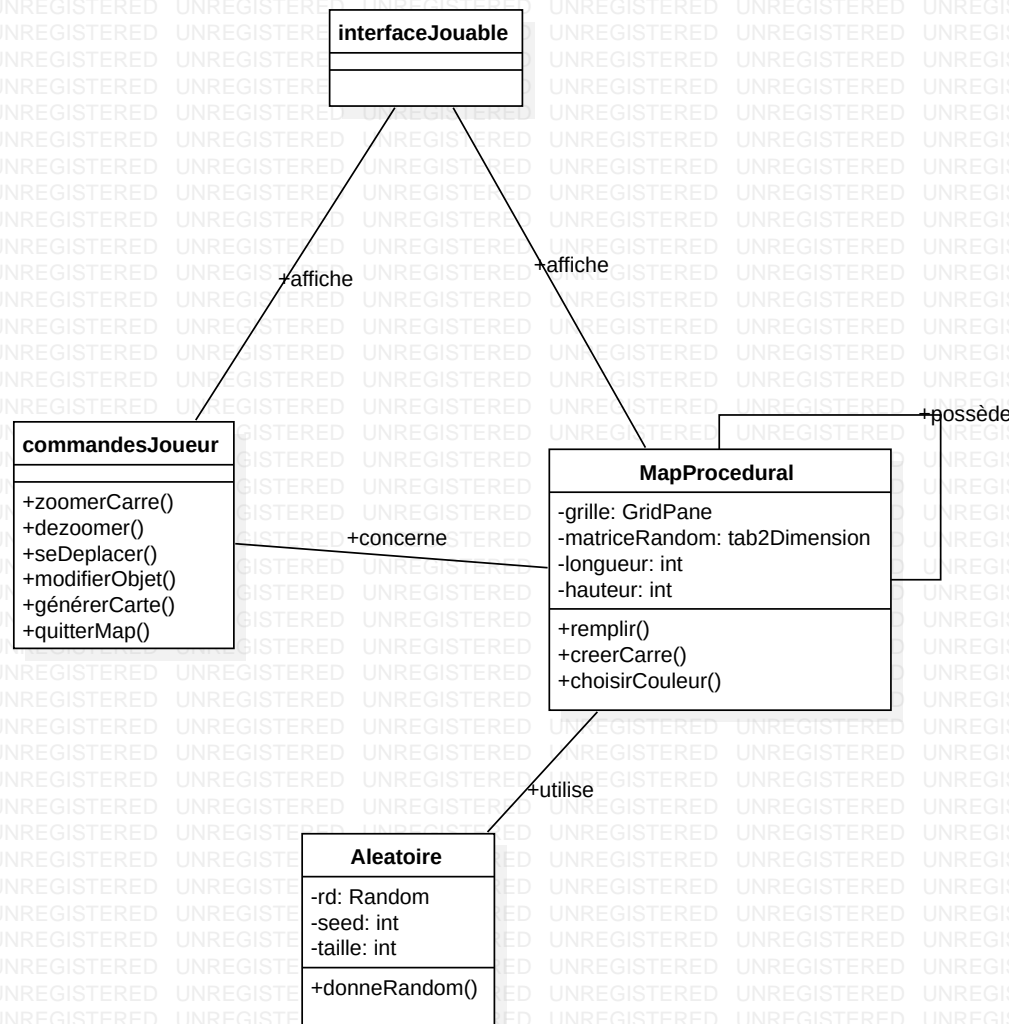 interfaceJouable
+affiche
+affiche
commandesJoueur
+zoomerCarre()
+dezoomer()
+seDeplacer()
+modifierObjet()
+générerCarte()
+quitterMap()
+concerne
+possède
MapProcedural
-grille: GridPane
-matriceRandom: tab2Dimension
-longueur: int
-hauteur: int
+remplir()
+creerCarre()
+choisirCouleur()
+utilise
Aleatoire
-rd: Random
-seed: int
-taille: int
+donneRandom()
UNREGISTERED